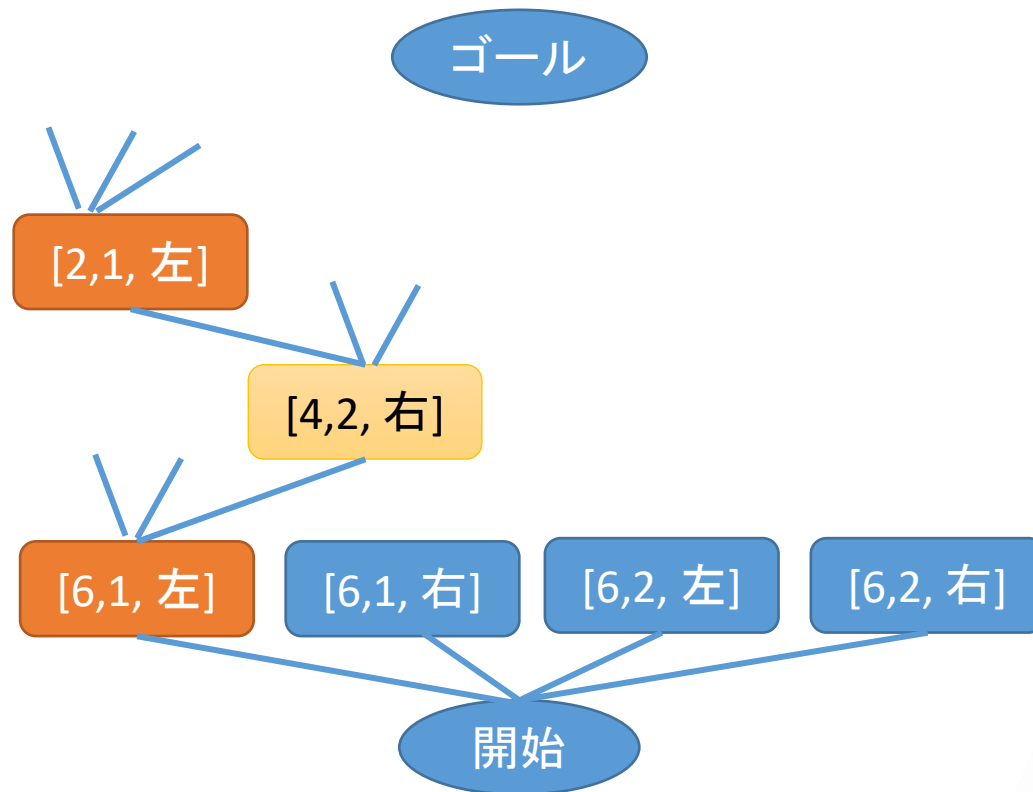 ゴール
[2,1, 左]
[4,2, 右]
[6,1, 左]
[6,1, 右]
[6,2, 左]
[6,2, 右]
開始